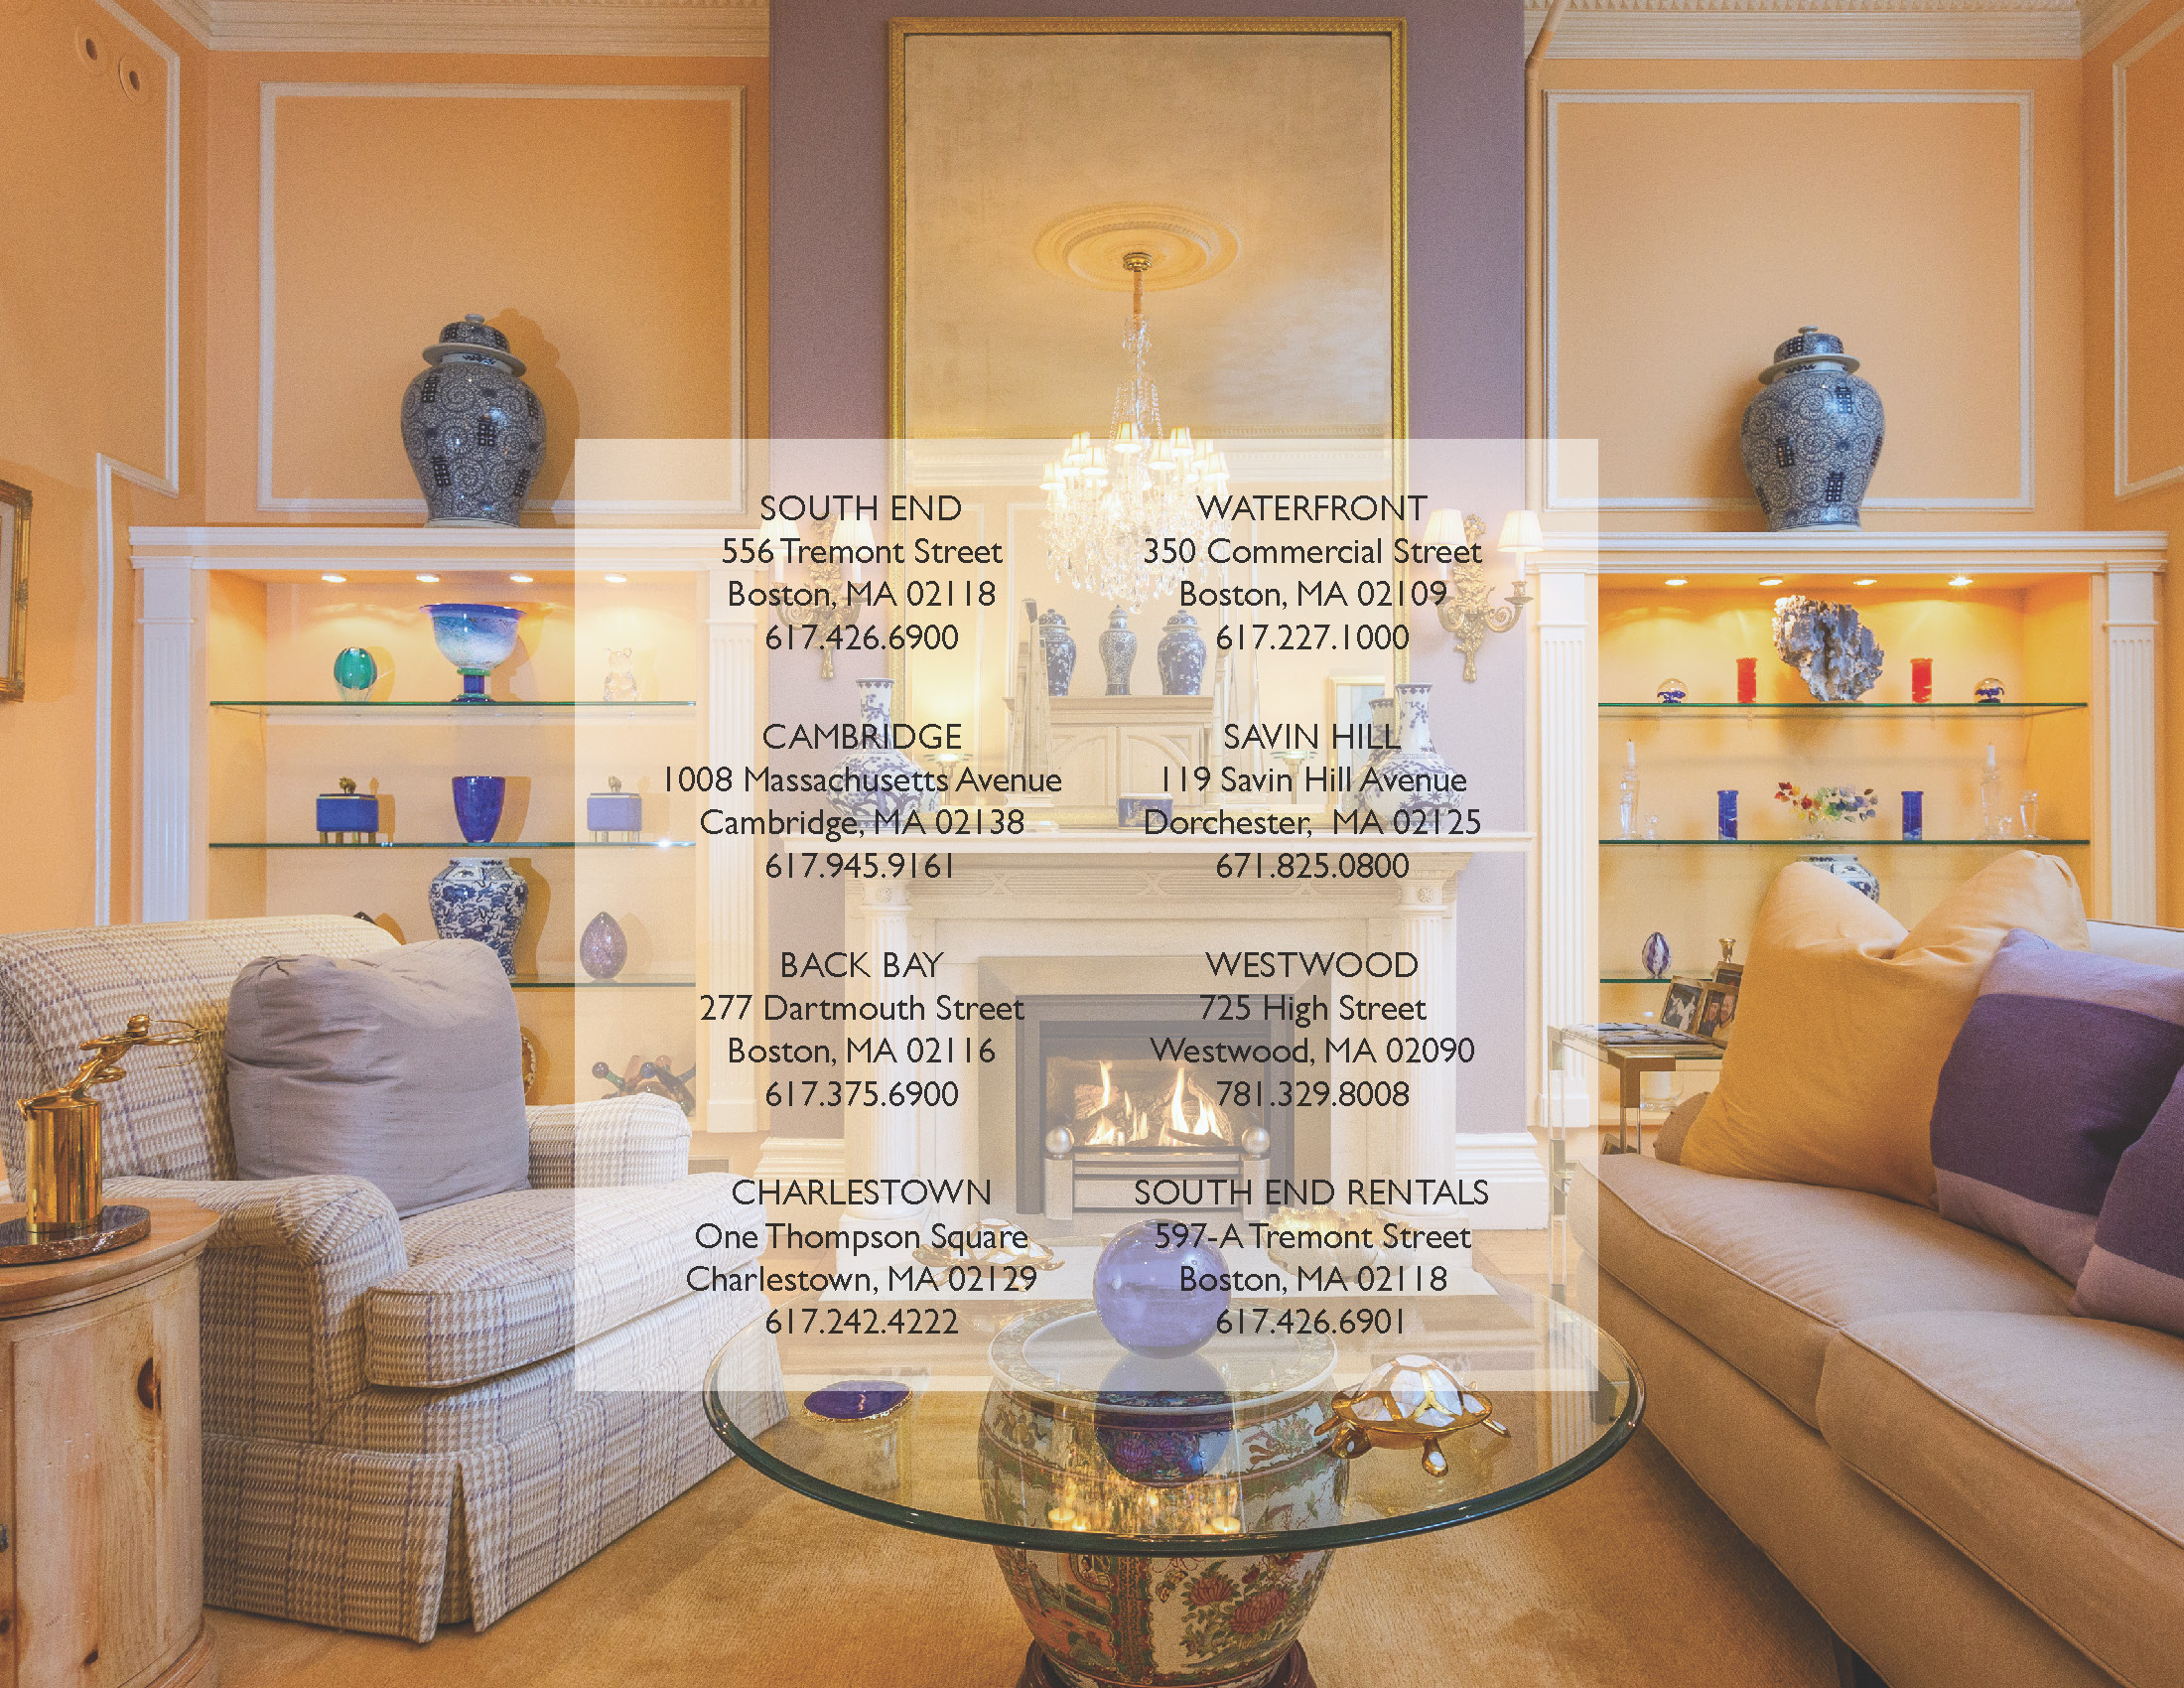 SOUTH END
556 Tremont Street
Boston, MA 02118
617.426.6900
WATERFRONT
350 Commercial Street
Boston, MA 02109
617.227.1000
CAMBRIDGE
1008 Massachusetts Avenue
Cambridge, MA 02138
617.945.9161
SAVIN HILL
119 Savin Hill Avenue
Dorchester, MA 02125
671.825.0800
BACK BAY
277 Dartmouth Street
Boston, MA 02116
617.375.6900
WESTWOOD
725 High Street
Westwood, MA 02090
781.329.8008
CHARLESTOWN
One Thompson Square
Charlestown, MA 02129
617.242.4222
SOUTH END RENTALS
597-A Tremont Street
Boston, MA 02118
617.426.6901